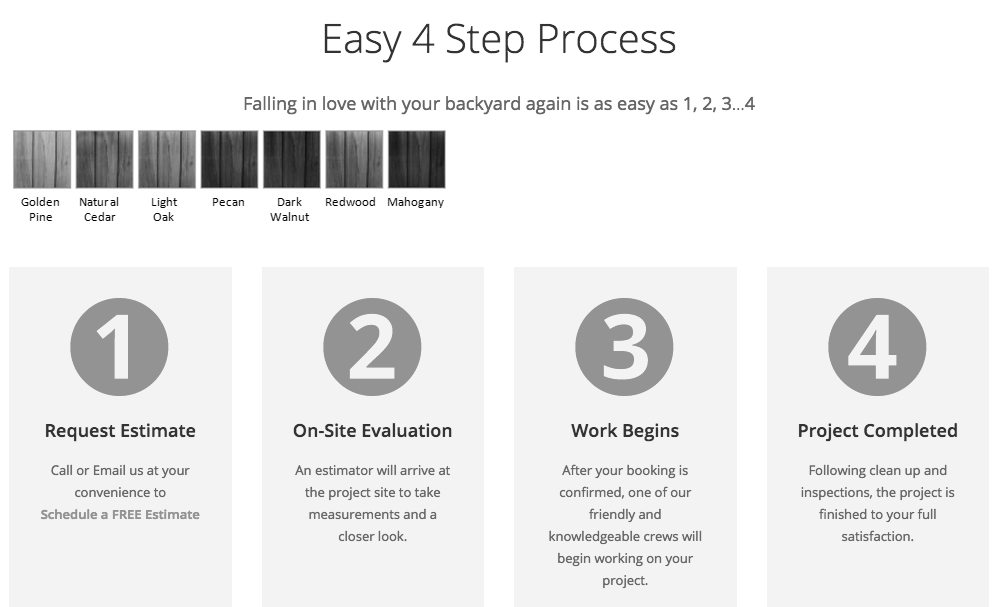 Easy 4 Step Process
Falling in love with your backyard again is as easy as 1, 2, 3...4
Golden
Pine
Natural
Cedar
Light
Oak
Pecan
Dark
Walnut
Redwood
Mahogany
1
Request Estimate
Call or Email us at your
convenience to
Schedule a FREE Estimate
2
On-Site Evaluation
An estimator will arrive at
the project site to take
measurements and a
closer look.
3
Work Begins
After your booking is
confirmed, one of our
friendly and
knowledgeable crews will
begin working on your
project.
4
Project Completed
Following clean up and
inspections, the project is
finished to your full
satisfaction.